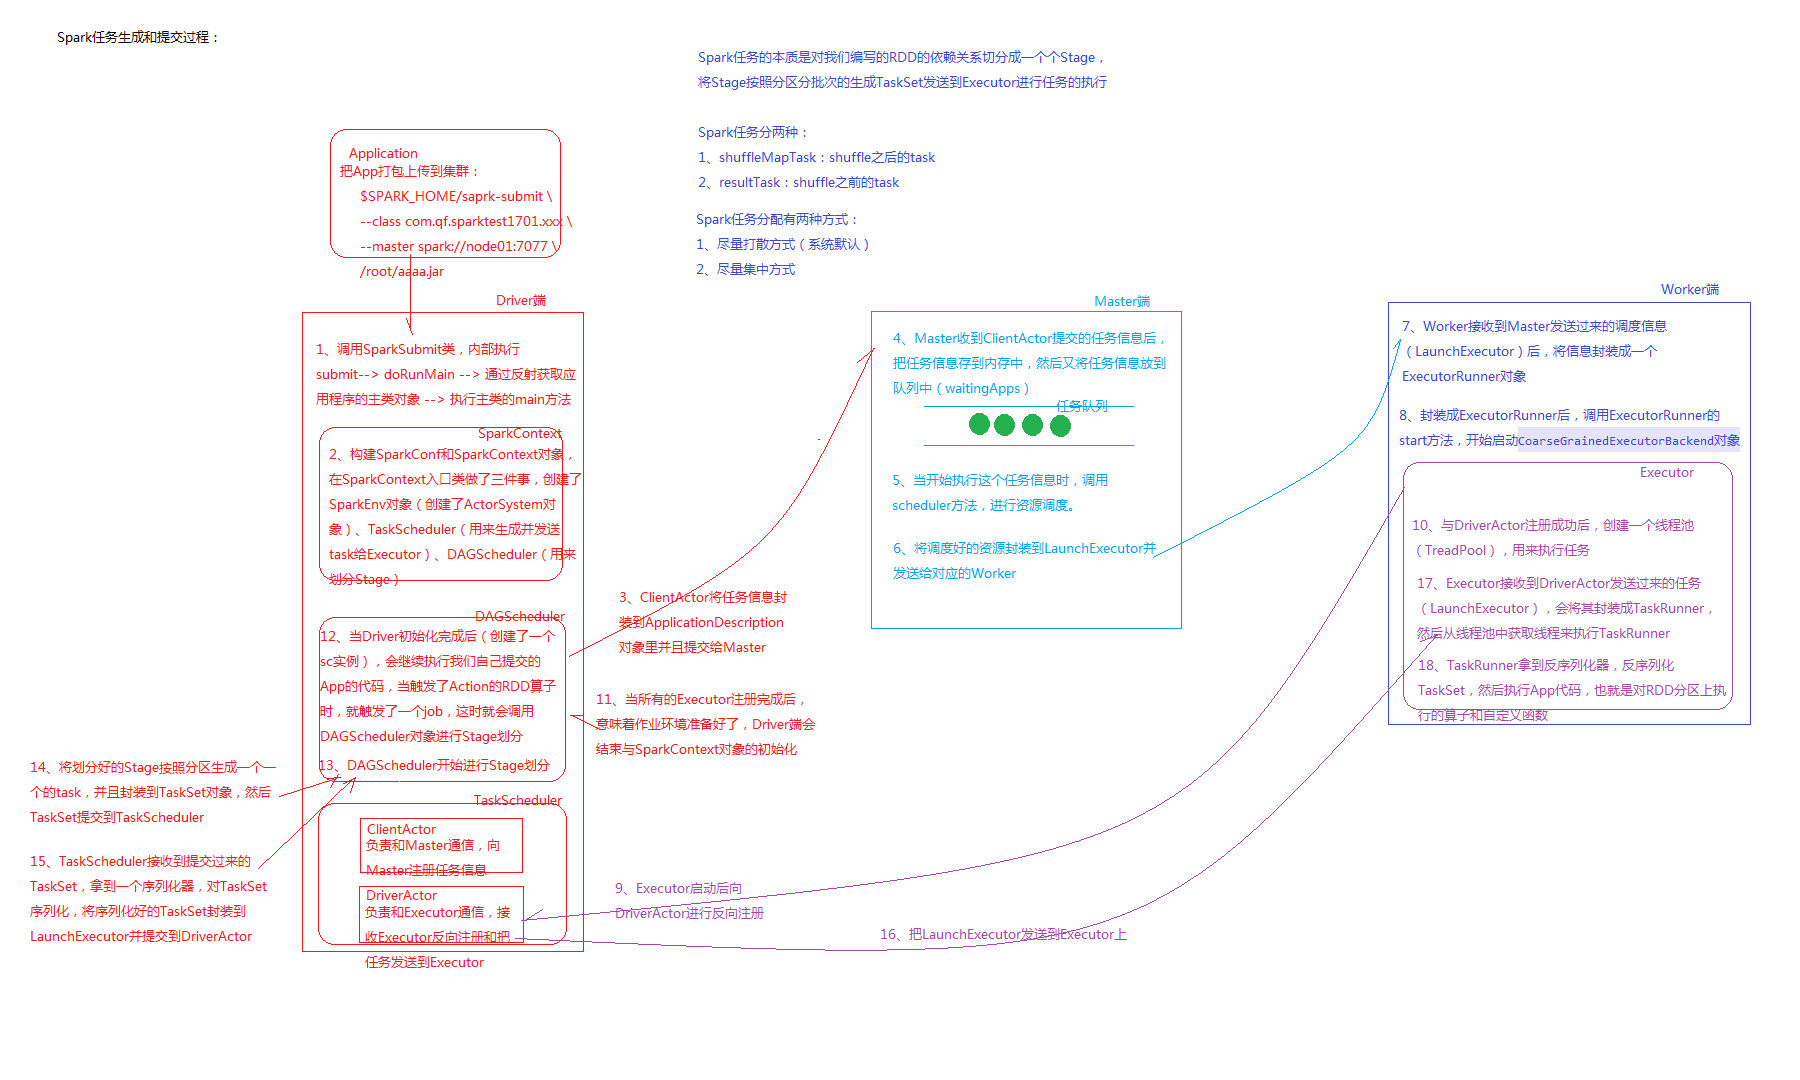 Spark任务生成和提交过程：
Spark任务的本质是对我们编写的RDD的依赖关系切分成一个个Stage，
将Stage按照分区分批次的生成TaskSet发送到Executor进行任务的执行
Spark任务分两种：
1、shuffleMapTask：shuffle之后的task
2、resultTask：shuffle之前的task
Spark任务分配有两种方式：
1、尽量打散方式（系统默认）
2、尽量集中方式
Application
把App打包上传到集群：
$SPARK_HOME/saprk-submit \
--class com.qf.sparktest1701.xxx \
--master spark://node01:7077 \
/root/aaaa.jar
Driver端
1、调用SparkSubmit类，内部执行
submit--> doRunMain --> 通过反射获取应
用程序的主类对象 --> 执行主类的main方法
SparkContext
2、构建SparkConf和SparkContext对象，
在SparkContext入口类做了三件事，创建了
SparkEnv对象（创建了ActorSystem对
象）、TaskScheduler（用来生成并发送
task给Executor）、DAGScheduler（用来
划分Stage）
DAGScheduler
12、当Driver初始化完成后（创建了一个
sc实例），会继续执行我们自己提交的
App的代码，当触发了Action的RDD算子
时，就触发了一个job，这时就会调用
DAGScheduler对象进行Stage划分
13、DAGScheduler开始进行Stage划分
TaskScheduler
ClientActor
负责和Master通信，向
Master注册任务信息
DriverActor
负责和Executor通信，接
收Executor反向注册和把
任务发送到Executor
14、将划分好的Stage按照分区生成一个一
个的task，并且封装到TaskSet对象，然后
TaskSet提交到TaskScheduler
15、TaskScheduler接收到提交过来的
TaskSet，拿到一个序列化器，对TaskSet
序列化，将序列化好的TaskSet封装到
LaunchExecutor并提交到DriverActor
3、ClientActor将任务信息封
装到ApplicationDescription
对象里并且提交给Master
11、当所有的Executor注册完成后，
意味着作业环境准备好了，Driver端会
结束与SparkContext对象的初始化
9、Executor启动后向
DriverActor进行反向注册
16、把LaunchExecutor发送到Executor上
Master端
4、Master收到ClientActor提交的任务信息后，
把任务信息存到内存中，然后又将任务信息放到
队列中（waitingApps）
任务队列
5、当开始执行这个任务信息时，调用
scheduler方法，进行资源调度。
6、将调度好的资源封装到LaunchExecutor并
发送给对应的Worker
Worker端
7、Worker接收到Master发送过来的调度信息
（LaunchExecutor）后，将信息封装成一个
ExecutorRunner对象
8、封装成ExecutorRunner后，调用ExecutorRunner的
start方法，开始启动CoarseGrainedExecutorBackend对象
Executor
10、与DriverActor注册成功后，创建一个线程池
（TreadPool），用来执行任务
17、Executor接收到DriverActor发送过来的任务
（LaunchExecutor），会将其封装成TaskRunner，
然后从线程池中获取线程来执行TaskRunner
18、TaskRunner拿到反序列化器，反序列化
TaskSet，然后执行App代码，也就是对RDD分区上执
行的算子和自定义函数